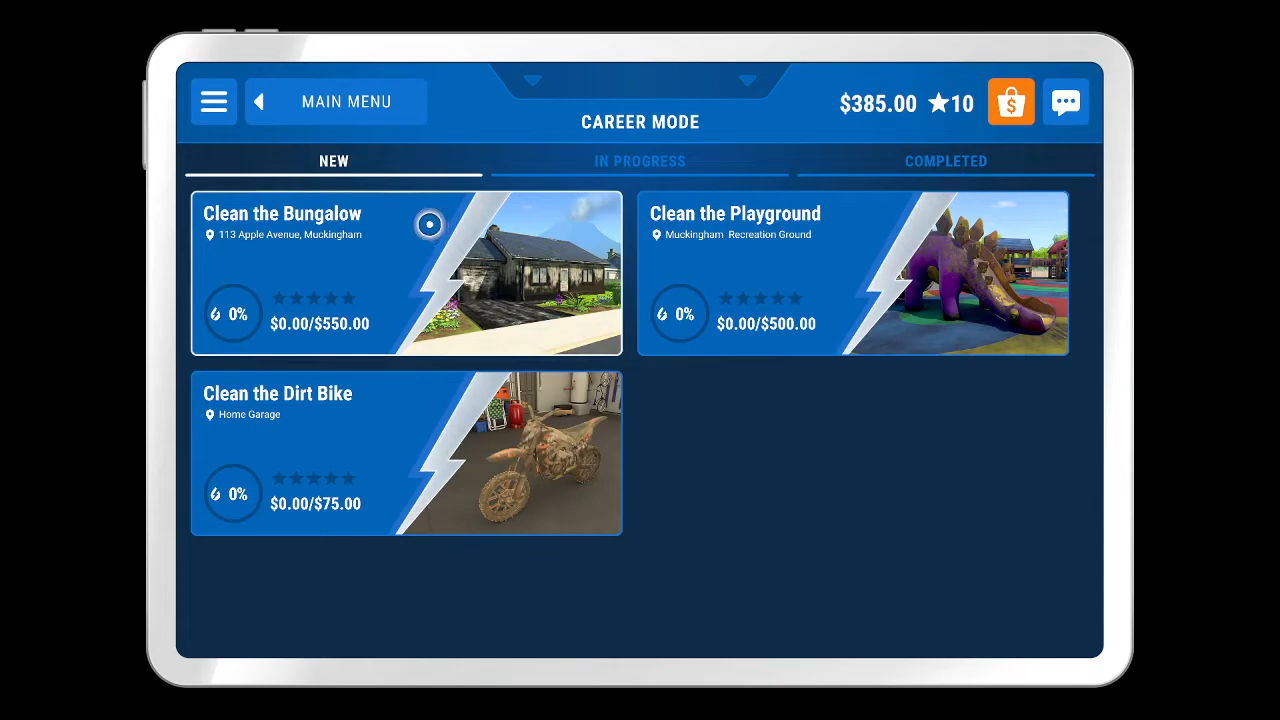 MAIN MENU
$385.00 ★10
CAREER MODE
NEW
IN PROGRESS
COMPLETED
Clean the Bungalow
113 Apple Avenue, Muckingham
0%
$0.00/$550.00
Clean the Playground
Muckingham Recreation Ground
0%
$0.00/$500.00
Clean the Dirt Bike
Home Garage
0%
$0.00/$75.00